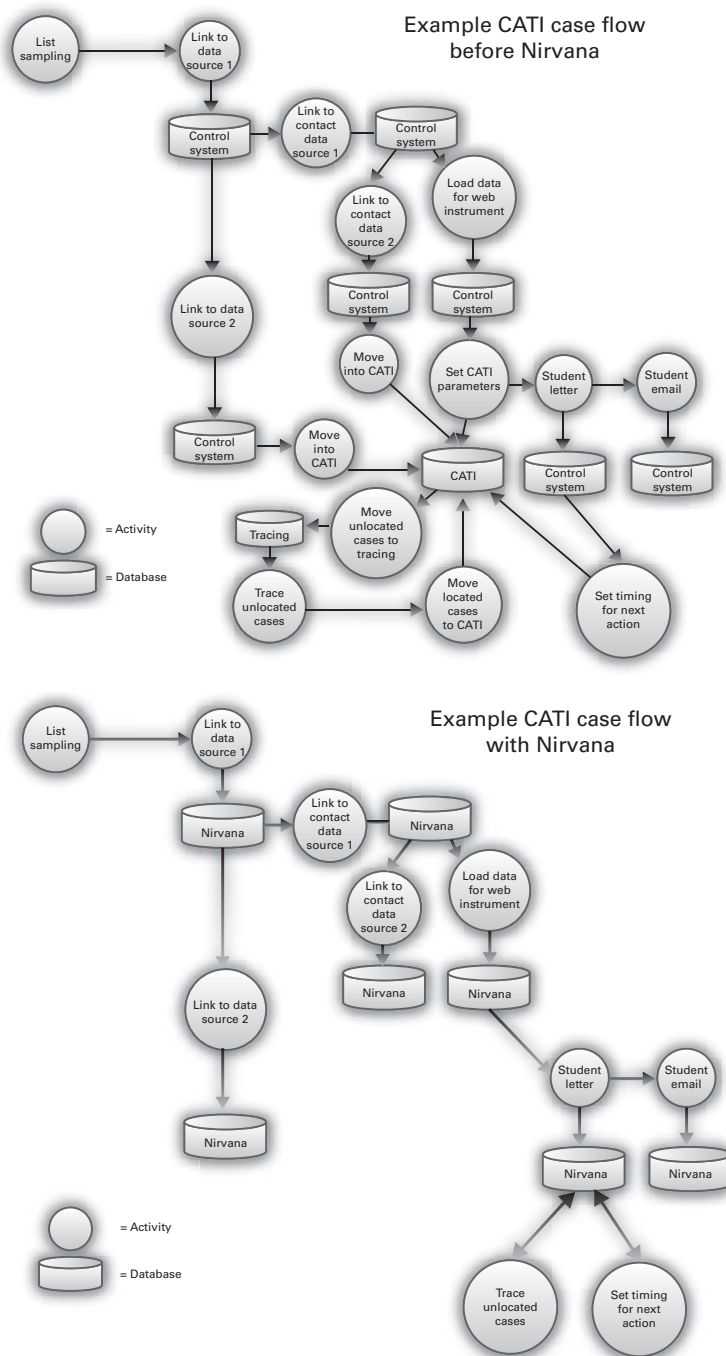 Example CATI case flow
before Nirvana
List
sampling
Link to
data
source 1
Control
system
Link to
contact
data
source 1
Control
system
Link to
contact
data
source 2
Load data
for web
instrument
Control
system
Control
system
Link to data
source 2
Move
into CATI
Set CATI
parameters
Student
letter
Student
email
Control
system
Move
into
CATI
CATI
Control
system
Control
system
= Activity
= Database
Tracing
Move
unlocated
cases to
tracing
Trace
unlocated
cases
Move
located
cases
to CATI
Set timing
for next
action
Example CATI case flow
with Nirvana
List
sampling
Link to
data
source 1
Nirvana
Link to
contact
data
source 1
Nirvana
Link to
contact
data
source 2
Load data
for web
instrument
Nirvana
Nirvana
Link to data
source 2
Student
letter
Student
email
Nirvana
Nirvana
Nirvana
= Activity
= Database
Trace
unlocated
cases
Set timing
for next
action